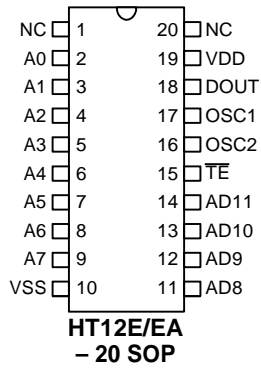 NC 1 20 NC
A0 2 19 VDD
A1 3 18 DOUT
A2 4 17 OSC1
A3 5 16 OSC2
A4 6 15 T̅E̅
A5 7 14 AD11
A6 8 13 AD10
A7 9 12 AD9
VSS 10 11 AD8
HT12E/EA
– 20 SOP